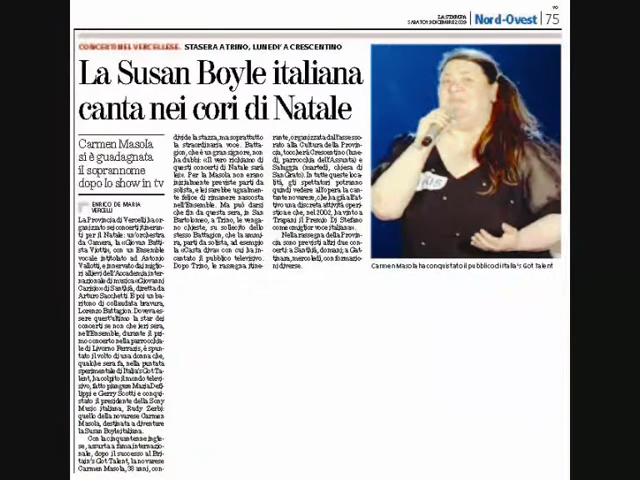 VO
LA STAMPA
SABATO 12 DICEMBRE 2009
Nord-Ovest
75
CONCERTI NEL VERCELLESE. STASERA A TRINO, LUNEDI' A CRESCENTINO
La Susan Boyle italiana
canta nei cori di Natale
Carmen Masola
si è guadagnata
il soprannome
dopo lo show in tv
ENRICO DE MARIA
VERCELLI
La Provincia di Vercelli ha or-
ganizzato sei concerti itineran-
ti per il Natale: un'orchestra
da Camera, la «Giovan Batti-
sta Viotti», con un Ensemble
vocale intitolato ad Antonio
Vallotti, e innervato dai miglio-
ri allievi dell'Accademia inter-
nazionale di musica «Giovanni
Carisio» di Santhià, diretta da
Arturo Sacchetti. E poi un ba-
ritono di collaudata bravura,
Lorenzo Battagion. Doveva es-
sere quest'ultimo la star dei
concerti se non che ieri sera,
nell'Ensemble, durante il pri-
mo concerto nella parrocchia-
le di Livorno Ferraris, è spun-
tato il volto di una donna che,
qualche sera fa, nella puntata
sperimentale di Italia's Got Ta-
lent, ha colpito il mondo televi-
sivo, fatto piangere Maria DeFi-
lippi e Gerry Scotti e conqui-
stato il presidente della Sony
Music italiana, Rudy Zerbi:
quello della novarese Carmen
Masola, destinata a diventare
la Susan Boyle italiana.
Con la cinquantenne ingle-
se, assurta a fama internazio-
nale, dopo il successo al Bri-
tain's Got Talent, la novarese
Carmen Masola, 38 anni, con-
divide la stazza, ma soprattutto
la straordinaria voce. Batta-
gion, che è un gran signore, non
ha dubbi: «Il vero richiamo di
questi concerti di Natale sarà
lei». Per la Masola non erano
inizialmente previste parti da
solista, e lei sarebbe ugualmen-
te felice di rimanere nascosta
nell'Ensemble. Ma può darsi
che fin da questa sera, in San
Bartolomeo, a Trino, le venga-
no chieste, su sollecito dello
stesso Battagion, che la ammi-
ra, parti da solista, ad esempio
la «Casta diva» con cui ha in-
cantato il pubblico televisivo.
Dopo Trino, le rassegna itine-
rante, organizzata dall'assesso-
rato alla Cultura della Provin-
cia, toccherà Crescentino (lune-
dì, parrocchia dell'Assunta) e
Saluggia (martedì, chiesa di
San Grato). In tutte queste loca-
lità, gli spettatori potranno
quindi vedere all'opera la can-
tante novarese, che ha già all'at-
tivo una discreta attività operi-
stica e che, nel 2002, ha vinto a
Trapani il Premio Di Stefano
come «miglior voce italiana».
Nella rassegna della Provin-
cia sono previsti altri due con-
certi: a Santhià, domani; a Gat-
tinara, mercoledì, con formazio-
ni diverse.
Carmen Masola ha conquistato il pubblico di Italia's Got Talent